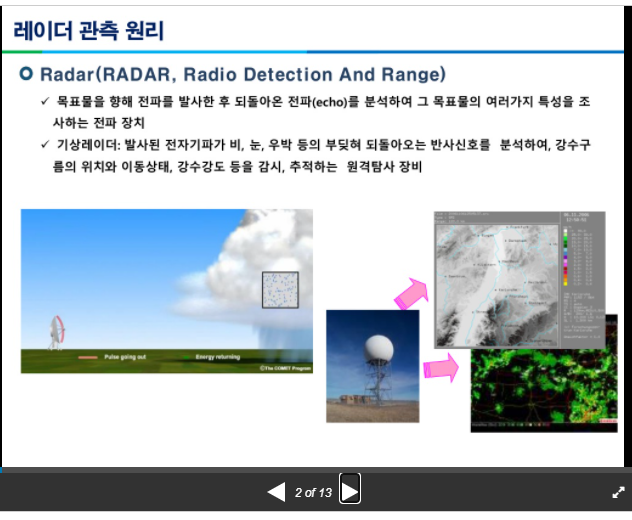 레이더 관측 원리
Radar(RADAR, Radio Detection And Range)
✓ 목표물을 향해 전파를 발사한 후 되돌아온 전파(echo)를 분석하여 그 목표물의 여러가지 특성을 조
사하는 전파 장치
✓ 기상레이더: 발사된 전자기파가 비, 눈, 우박 등의 부딪혀 되돌아오는 반사신호를 분석하여, 강수구
름의 위치와 이동상태, 강수강도 등을 감시, 추적하는 원격탐사 장비
Pulse going out
Energy returning
©The COMET Program
2 of 13